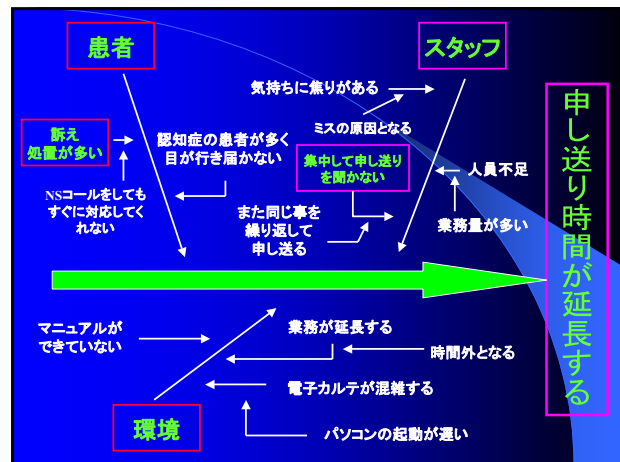 患者
スタッフ
気持ちに焦りがある
ミスの原因となる
訴え
処置が多い
認知症の患者が多く
目が行き届かない
集中して申し送り
を聞かない
人員不足
NSコールをしても
すぐに対応してく
れない
また同じ事を
繰り返して
申し送る
業務量が多い
申し送り時間が延長する
マニュアルが
できていない
業務が延長する
時間外となる
電子カルテが混雑する
環境
パソコンの起動が遅い